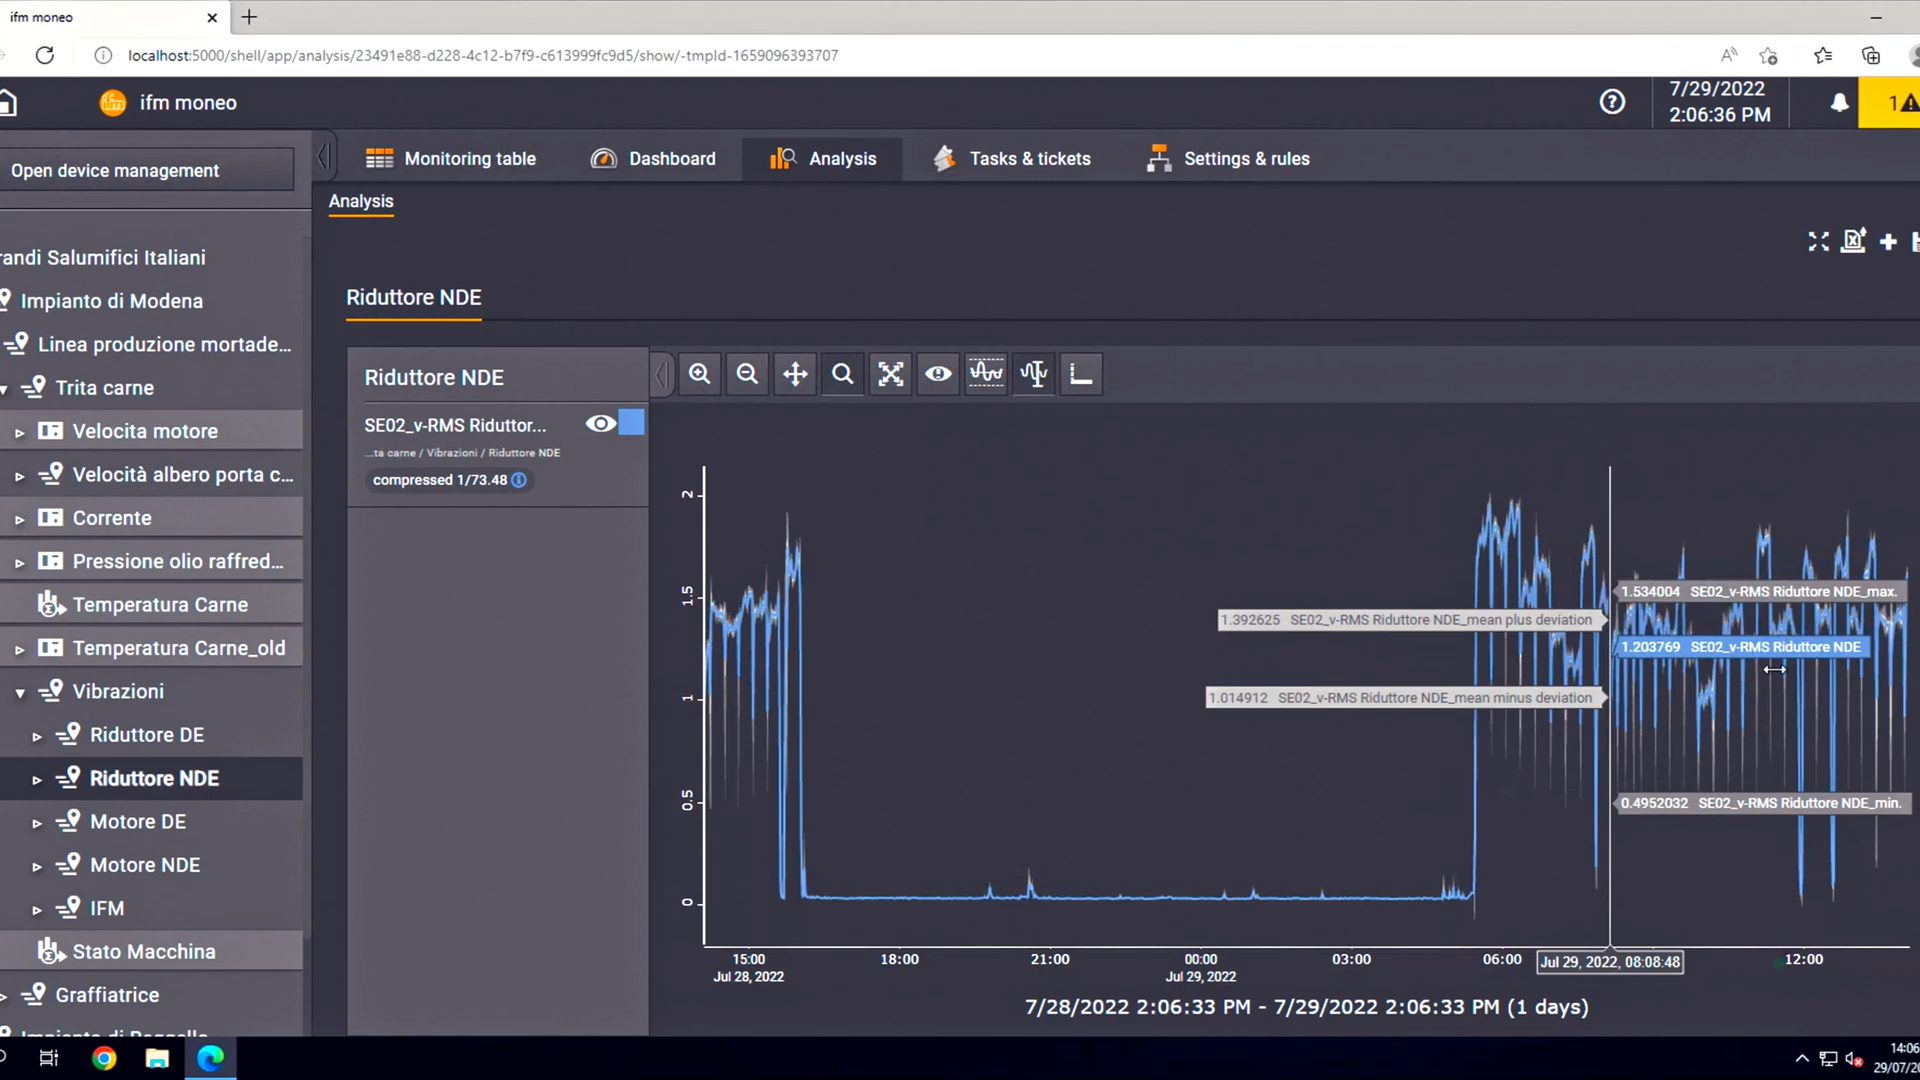 ifm moneo
localhost:5000/shell/app/analysis/23491e88-d228-4c12-b7f9-c613999fc9d5/show/-tmpId-1659096393707
ifm moneo
7/29/2022
2:06:36 PM
1
Open device management
Monitoring table
Dashboard
Analysis
Tasks & tickets
Settings & rules
Analysis
randi Salumifici Italiani
Impianto di Modena
Linea produzione mortade...
Trita carne
Velocita motore
Velocità albero porta c...
Corrente
Pressione olio raffred...
Temperatura Carne
Temperatura Carne_old
Vibrazioni
Riduttore DE
Riduttore NDE
Motore DE
Motore NDE
IFM
Stato Macchina
Graffiatrice
Riduttore NDE
Riduttore NDE
SE02_v-RMS Riduttor...
...ta carne / Vibrazioni / Riduttore NDE
compressed 1/73.48
2
1.5
1
0.5
0
1.534004 SE02_v-RMS Riduttore NDE_max.
1.392625 SE02_v-RMS Riduttore NDE_mean plus deviation
1.203769 SE02_v-RMS Riduttore NDE
1.014912 SE02_v-RMS Riduttore NDE_mean minus deviation
0.4952032 SE02_v-RMS Riduttore NDE_min.
15:00
Jul 28, 2022
18:00
21:00
00:00
Jul 29, 2022
03:00
06:00
Jul 29, 2022, 08:08:48
12:00
7/28/2022 2:06:33 PM - 7/29/2022 2:06:33 PM (1 days)
14:06
29/07/20